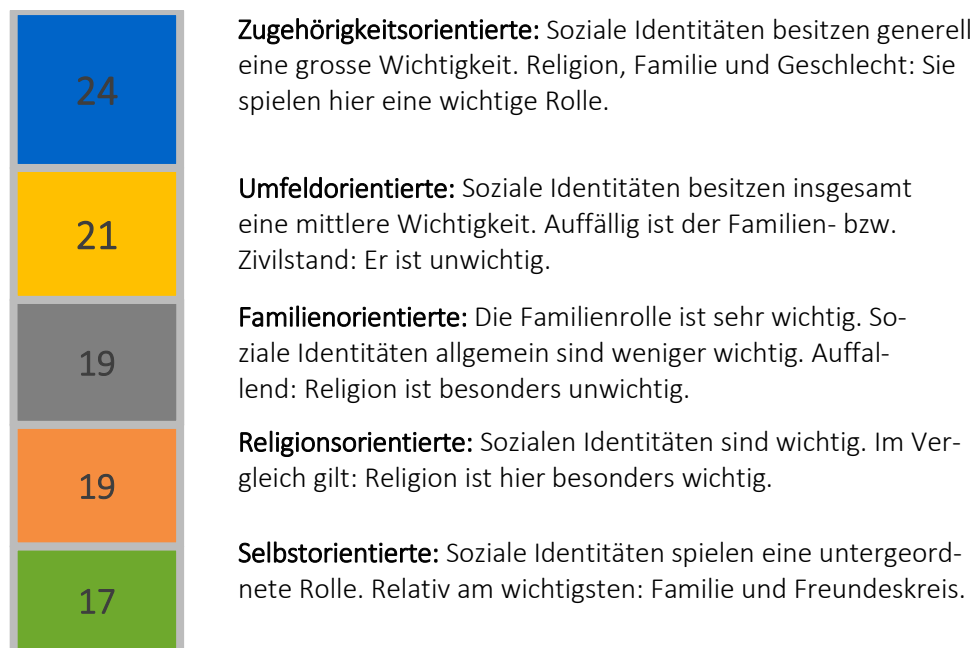 24
Zugehörigkeitsorientierte: Soziale Identitäten besitzen generell
eine grosse Wichtigkeit. Religion, Familie und Geschlecht: Sie
spielen hier eine wichtige Rolle.
21
Umfeldorientierte: Soziale Identitäten besitzen insgesamt
eine mittlere Wichtigkeit. Auffällig ist der Familien- bzw.
Zivilstand: Er ist unwichtig.
19
Familienorientierte: Die Familienrolle ist sehr wichtig. So-
ziale Identitäten allgemein sind weniger wichtig. Auffal-
lend: Religion ist besonders unwichtig.
19
Religionsorientierte: Sozialen Identitäten sind wichtig. Im Ver-
gleich gilt: Religion ist hier besonders wichtig.
17
Selbstorientierte: Soziale Identitäten spielen eine untergeord-
nete Rolle. Relativ am wichtigsten: Familie und Freundeskreis.